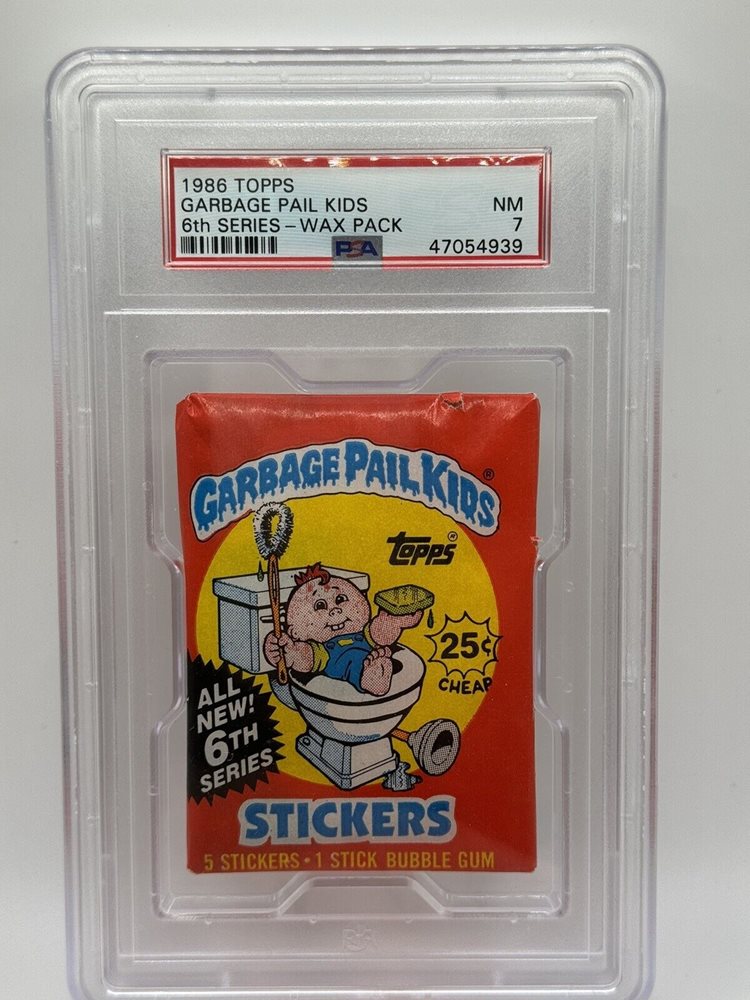 1986 TOPPS
GARBAGE PAIL KIDS NM
6th SERIES – WAX PACK 7
PSA 47054939
GARBAGE PAIL KIDS®
TOPPS®
25¢
CHEAP
ALL
NEW!
6TH
SERIES
STICKERS
5 STICKERS • 1 STICK BUBBLE GUM
PSA